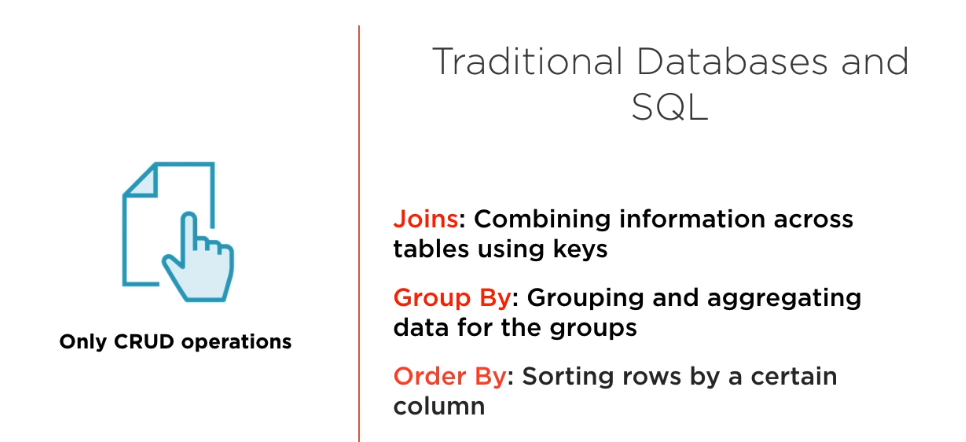 Traditional Databases and
SQL
Only CRUD operations
Joins: Combining information across
tables using keys
Group By: Grouping and aggregating
data for the groups
Order By: Sorting rows by a certain
column